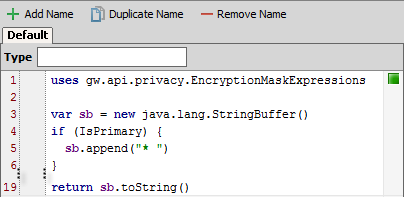 Add Name Duplicate Name Remove Name
Default
Type
1 uses gw.api.privacy.EncryptionMaskExpressions
2
3 var sb = new java.lang.StringBuffer()
4 if (IsPrimary) {
5 sb.append("* ")
6 }
19 return sb.toString()